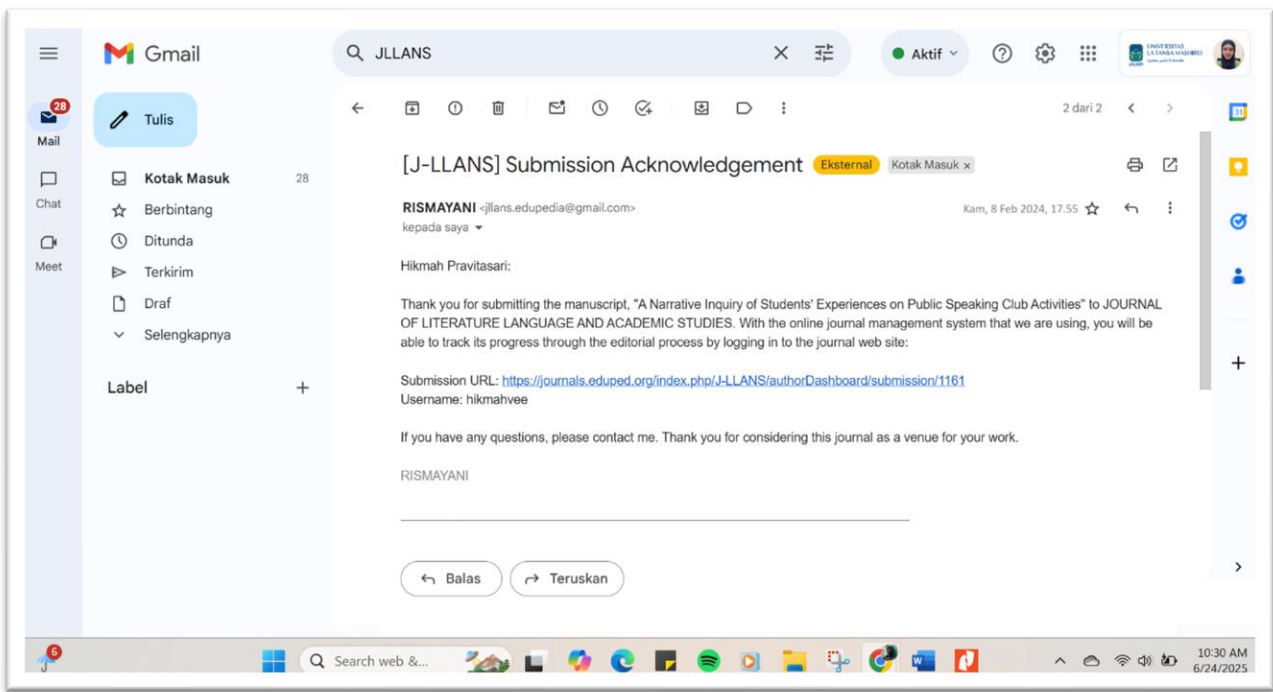 Gmail
JLLANS
Aktif
UNIVERSITAS
LA TANSA MASHIRO
28
Mail
Tulis
2 dari 2
31
Chat
Meet
Kotak Masuk 28
Berbintang
Ditunda
Terkirim
Draf
Selengkapnya
Label
[J-LLANS] Submission Acknowledgement Eksternal Kotak Masuk x
RISMAYANI <jllans.edupedia@gmail.com> Kam, 8 Feb 2024, 17.55
kepada saya
Hikmah Pravitasari:
Thank you for submitting the manuscript, "A Narrative Inquiry of Students' Experiences on Public Speaking Club Activities" to JOURNAL
OF LITERATURE LANGUAGE AND ACADEMIC STUDIES. With the online journal management system that we are using, you will be
able to track its progress through the editorial process by logging in to the journal web site:
Submission URL: https://journals.eduped.org/index.php/J-LLANS/authorDashboard/submission/1161
Username: hikmahvee
If you have any questions, please contact me. Thank you for considering this journal as a venue for your work.
RISMAYANI
Balas
Teruskan
6
Search web &...
10:30 AM
6/24/2025